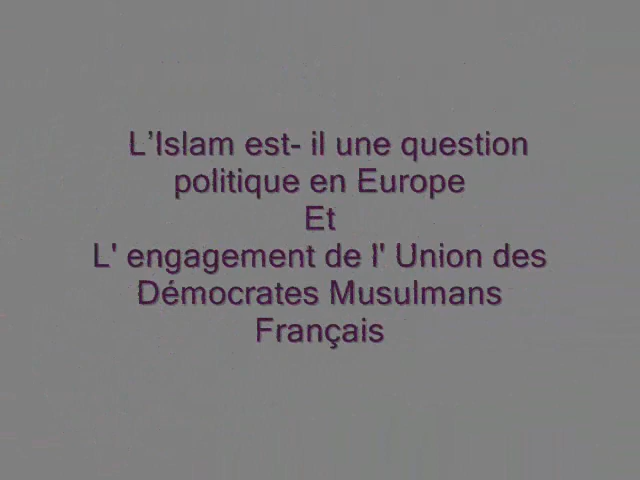 L’Islam est- il une question
politique en Europe
Et
L' engagement de l' Union des
Démocrates Musulmans
Français